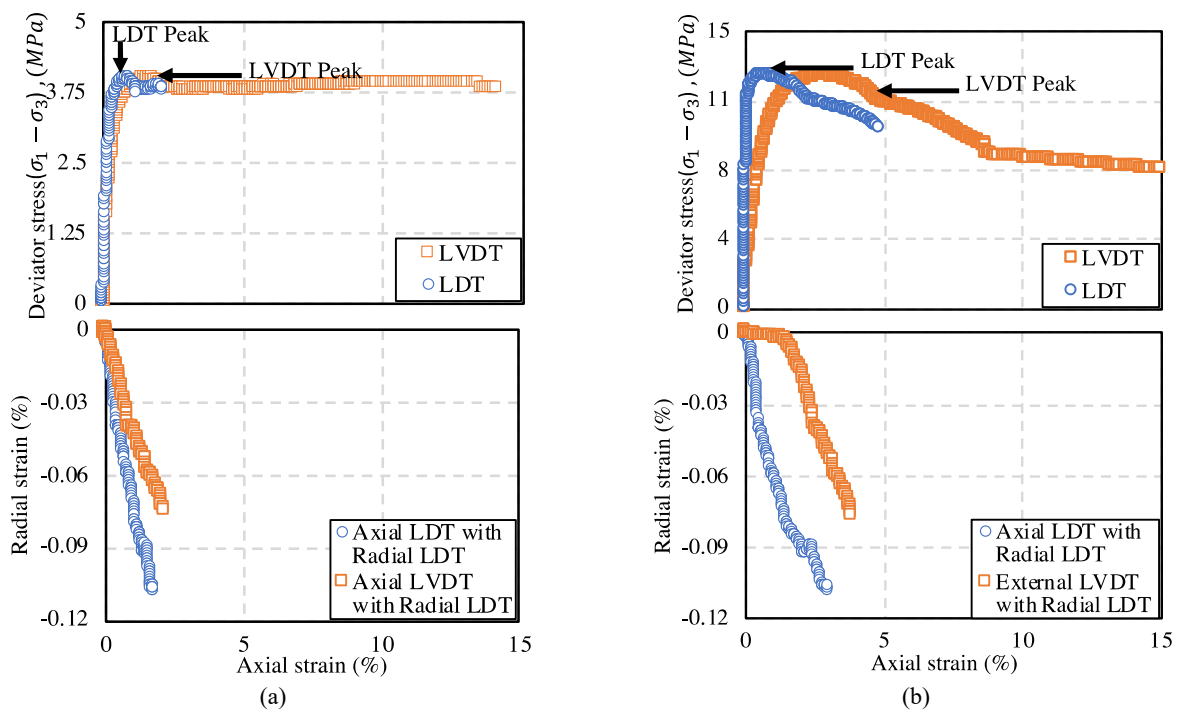 5
LDT Peak
LVDT Peak
3.75
2.5
1.25
0
Deviator stress(σ₁ − σ₃) , (MPa)
LVDT
LDT
0
-0.03
-0.06
-0.09
-0.12
Radial strain (%)
Axial LDT with
Radial LDT
Axial LVDT
with Radial LDT
0
5
10
15
Axial strain (%)
(a)
15
LDT Peak
LVDT Peak
11
8
4
0
Deviator stress(σ₁ − σ₃) , (MPa)
LVDT
LDT
0
-0.03
-0.06
-0.09
-0.12
Radial strain (%)
Axial LDT with
Radial LDT
External LVDT
with Radial LDT
0
5
10
15
Axial strain (%)
(b)